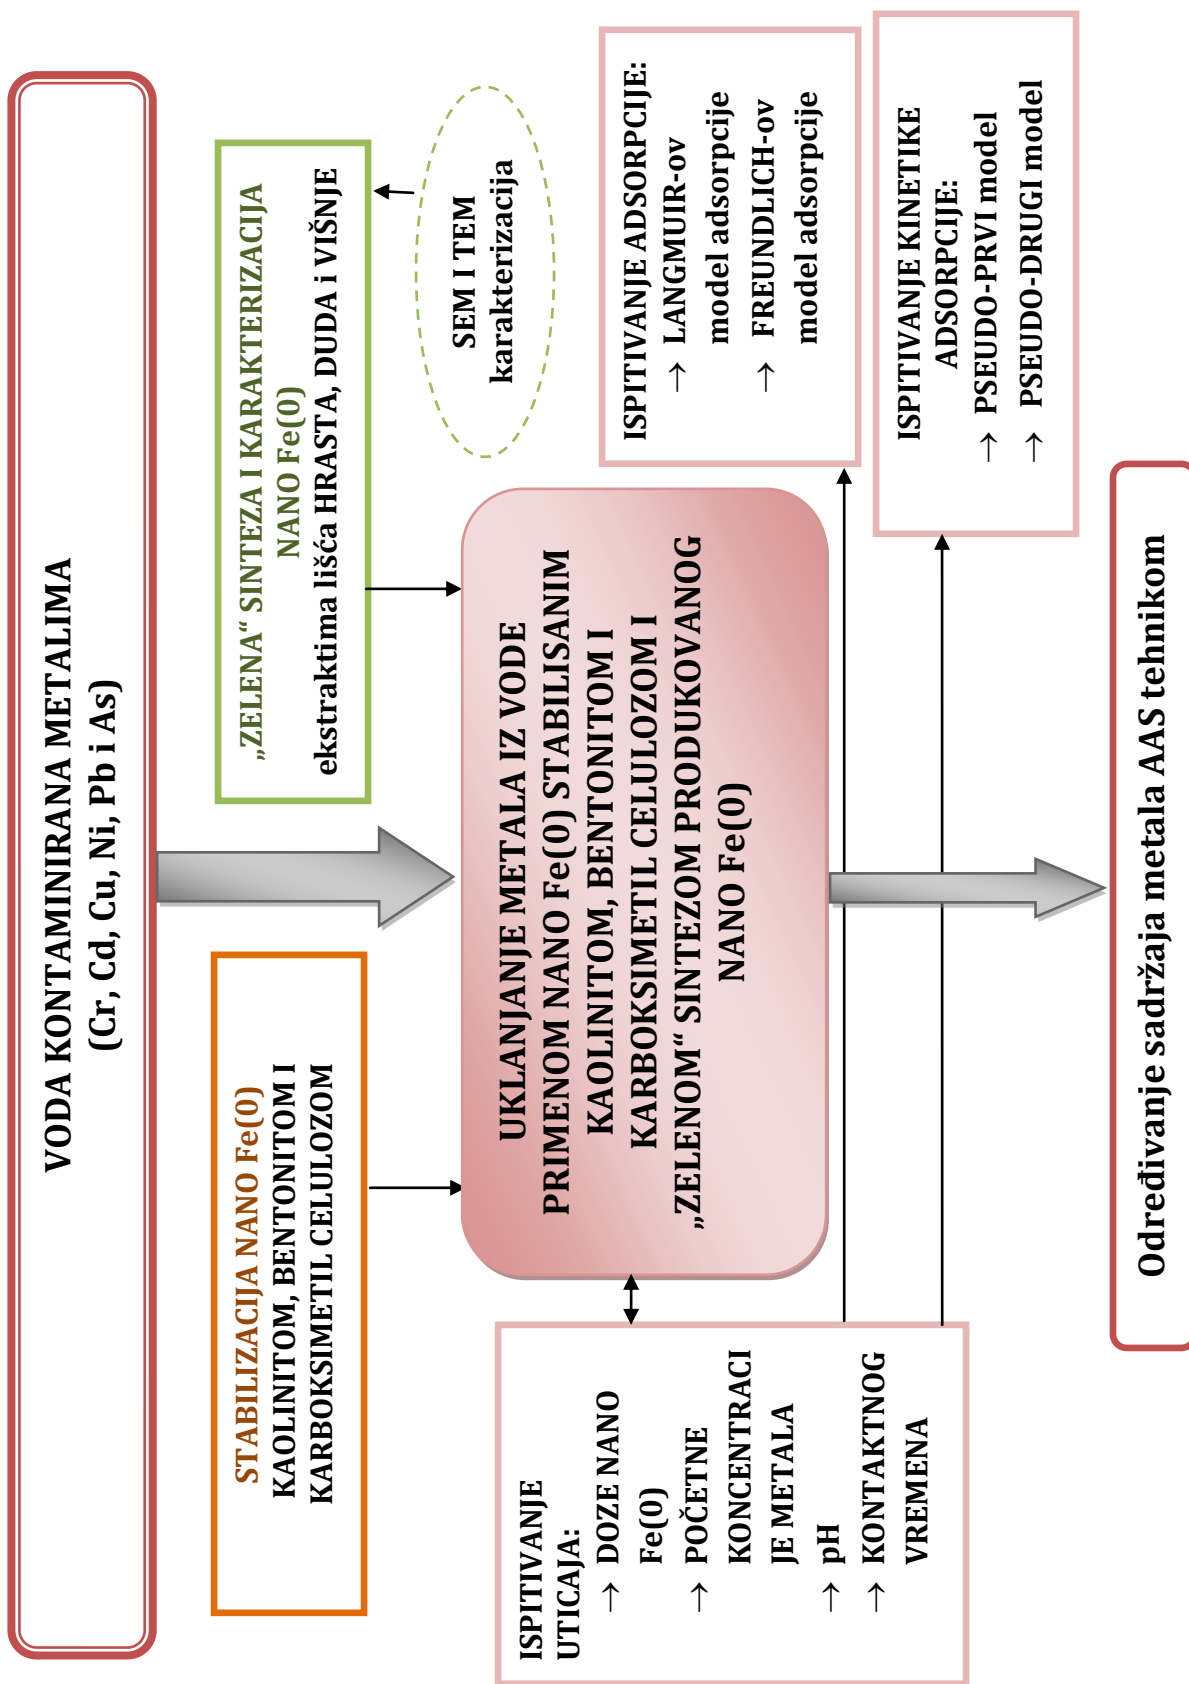 VODA KONTAMINIRANA METALIMA
(Cr, Cd, Cu, Ni, Pb i As)
STABILIZACIJA NANO Fe(0)
KAOLINITOM, BENTONITOM I
KARBOKSIMETIL CELULOZOM
„ZELENA“ SINTEZA I KARAKTERIZACIJA
NANO Fe(0)
ekstraktima lišća HRASTA, DUDA i VIŠNJE
SEM I TEM
karakterizacija
UKLANJANJE METALA IZ VODE
PRIMENOM NANO Fe(0) STABILISANIM
KAOLINITOM, BENTONITOM I
KARBOKSIMETIL CELULOZOM I
„ZELENOM“ SINTEZOM PRODUKOVANOG
NANO Fe(0)
ISPITIVANJE
UTICAJA:
→ DOZE NANO
Fe(0)
→ POČETNE
KONCENTRACI
JE METALA
→ pH
→ KONTAKTNOG
VREMENA
ISPITIVANJE ADSORPCIJE:
→ LANGMUIR-ov
model adsorpcije
→ FREUNDLICH-ov
model adsorpcije
ISPITIVANJE KINETIKE
ADSORPCIJE:
→ PSEUDO-PRVI model
→ PSEUDO-DRUGI model
Određivanje sadržaja metala AAS tehnikom